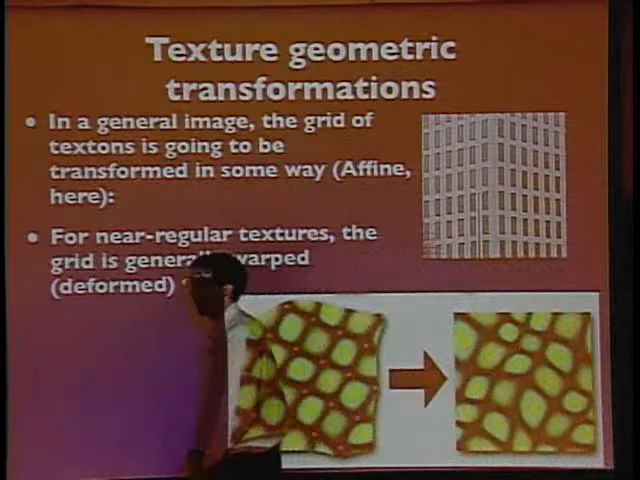 Texture geometric
transformations
• In a general image, the grid of
textons is going to be
transformed in some way (Affine,
here):
• For near-regular textures, the
grid is warped
(deformed)